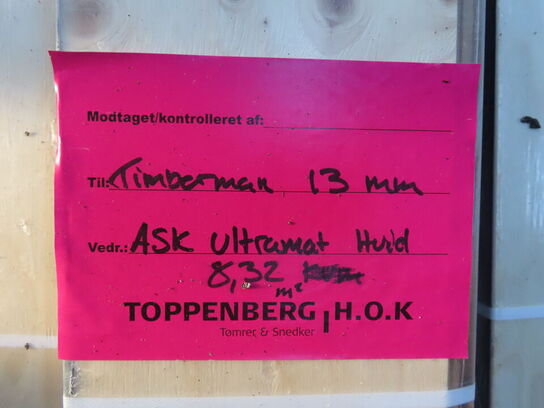 Modtaget/kontrolleret af:
Til: Timberman 13 mm
Vedr.: ASK Ultramat Hvid
8,32
m²
TOPPENBERG H.O.K
Tømrer & Snedker